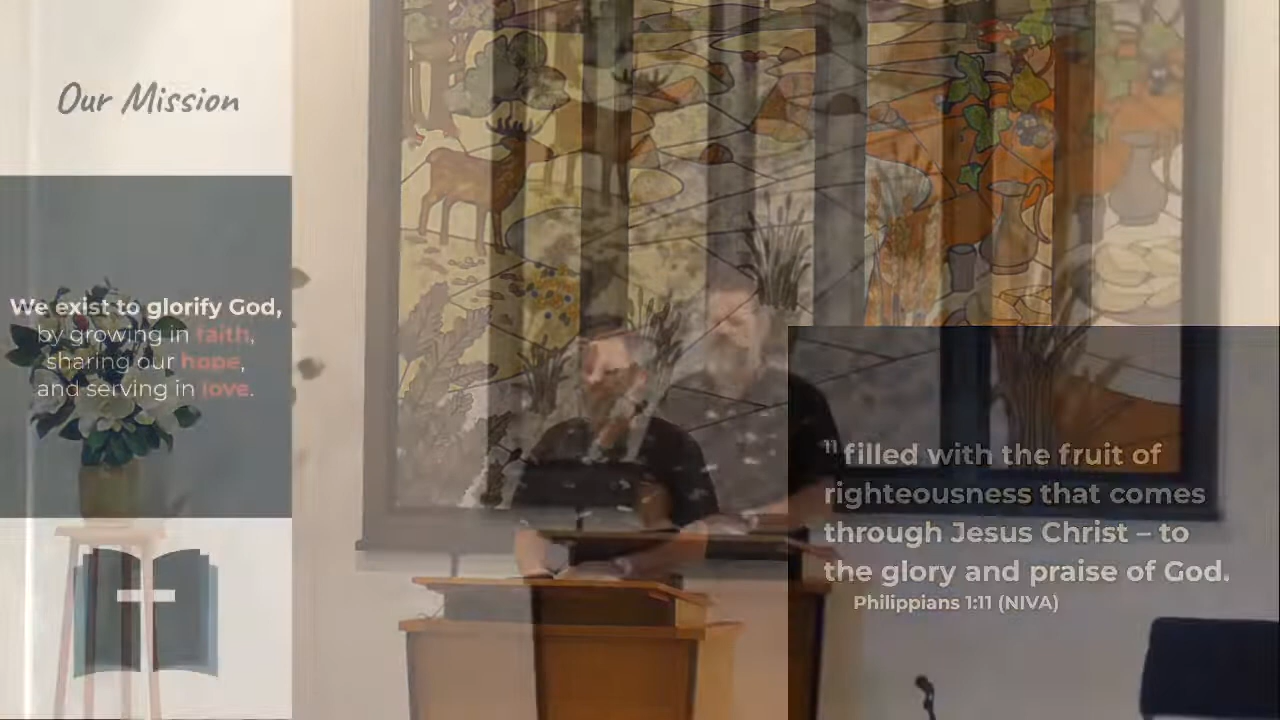 Our Mission
We exist to glorify God,
by growing in faith,
sharing our hope,
and serving in love.
11 filled with the fruit of
righteousness that comes
through Jesus Christ – to
the glory and praise of God.
Philippians 1:11 (NIVA)